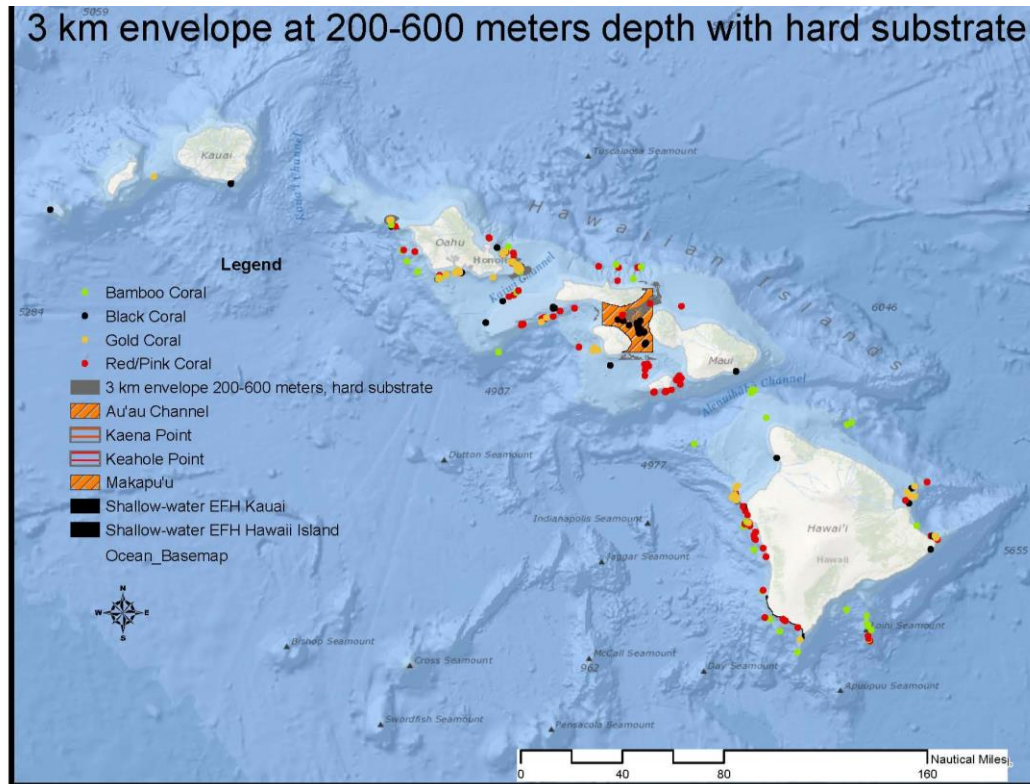 3 km envelope at 200-600 meters depth with hard substrate
5059
Kauai
Kaua'i Channel
Tuscaloosa Seamount
Hawaiian Islands
Oahu
Kaiwi Channel
Legend
Bamboo Coral
Black Coral
Gold Coral
Red/Pink Coral
3 km envelope 200-600 meters, hard substrate
Au'au Channel
Kaena Point
Keahole Point
Makapu'u
Shallow-water EFH Kauai
Shallow-water EFH Hawaii Island
Ocean_Basemap
5284
6046
Maui
4907
Alenuihaha Channel
Dutton Seamount
4977
Indianapolis Seamount
Hawai'i
Hawaii
5655
Jaggar Seamount
N
W E
S
Loihi Seamount
Bishop Seamount
Cross Seamount
McCall Seamount
962
Day Seamount
Apuupuu Seamount
Swordfish Seamount
Pensacola Seamount
Nautical Miles
0 40 80 160